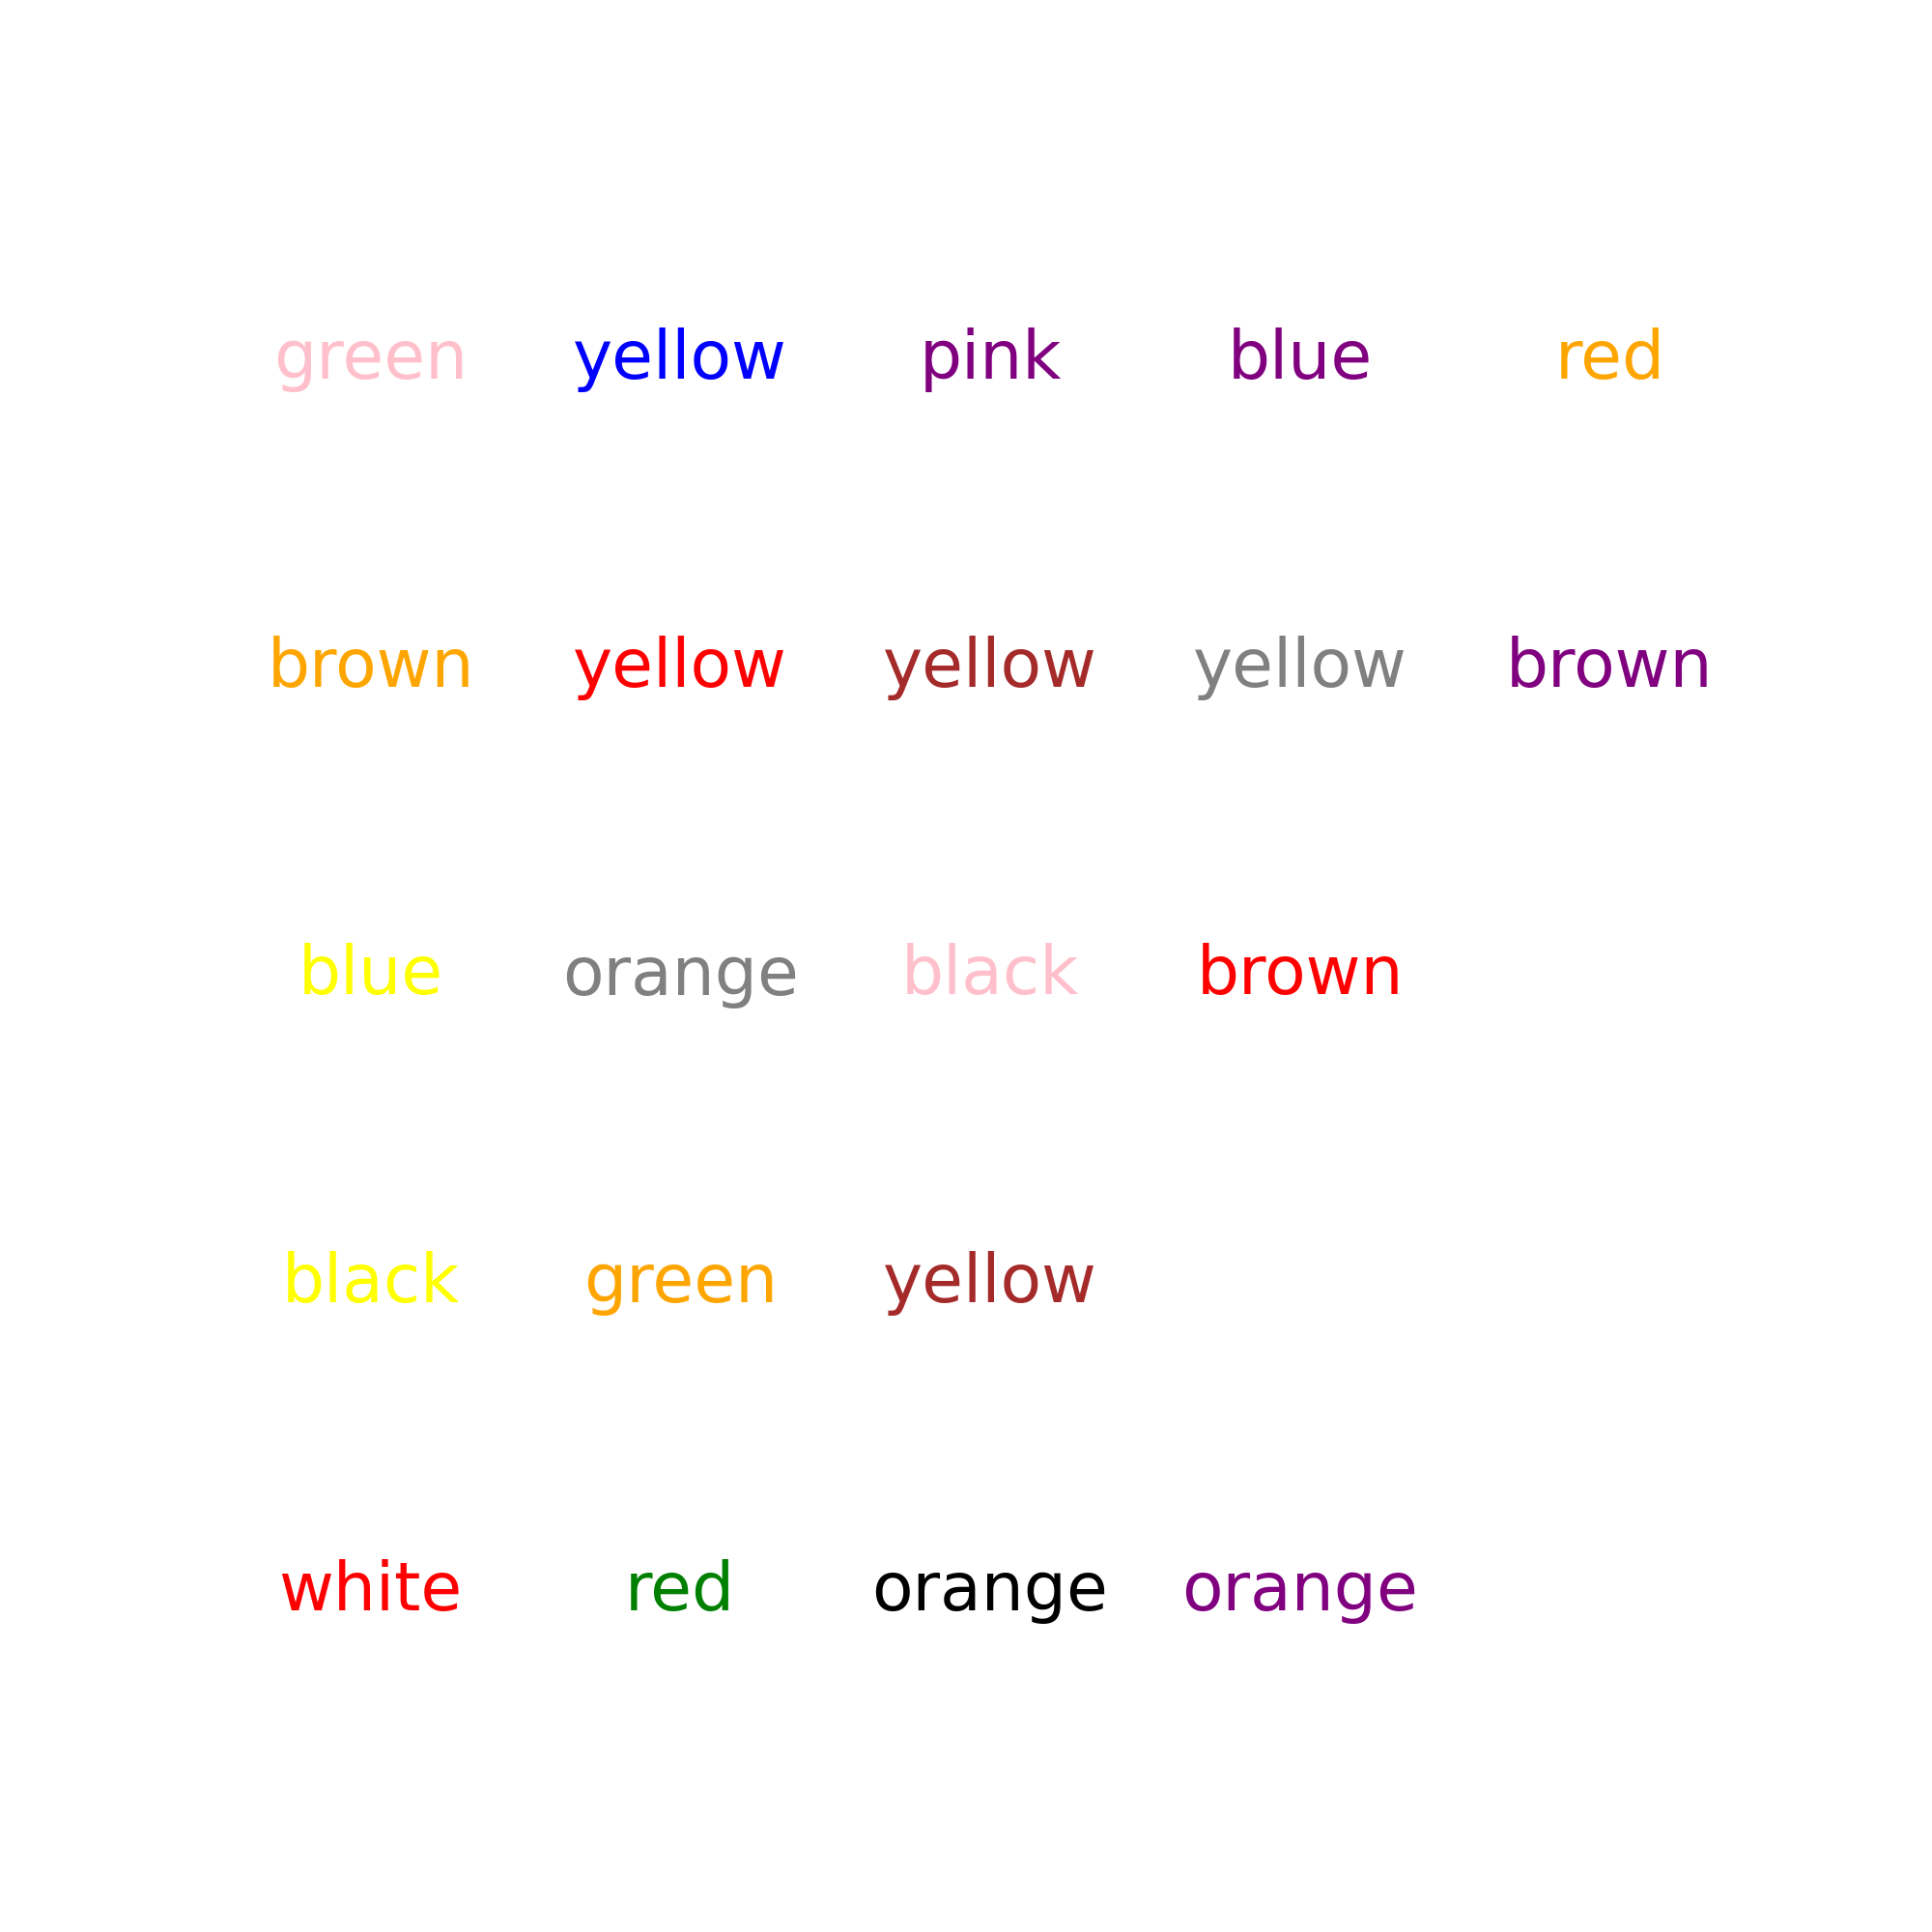 green yellow pink blue red
brown yellow yellow yellow brown
blue orange black brown
black green yellow
white red orange orange